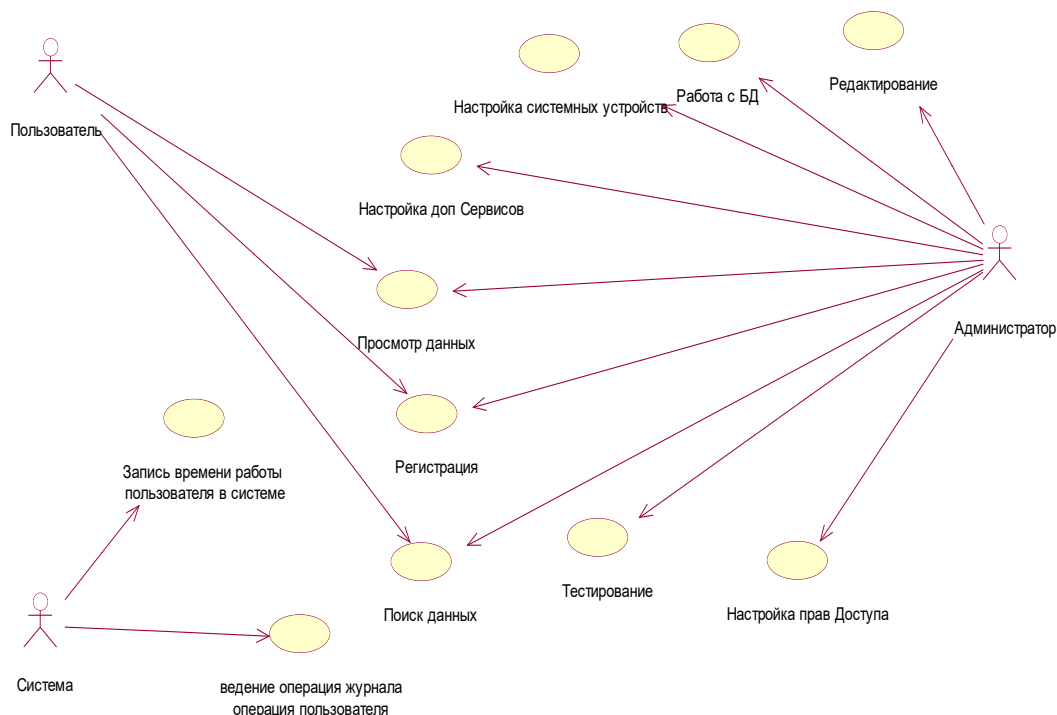 Редактирование
Работа с БД
Настройка системных устройств
Пользователь
Настройка доп Сервисов
Администратор
Просмотр данных
Регистрация
Запись времени работы
пользователя в системе
Тестирование
Поиск данных
Настройка прав Доступа
Система
ведение операция журнала
операция пользователя